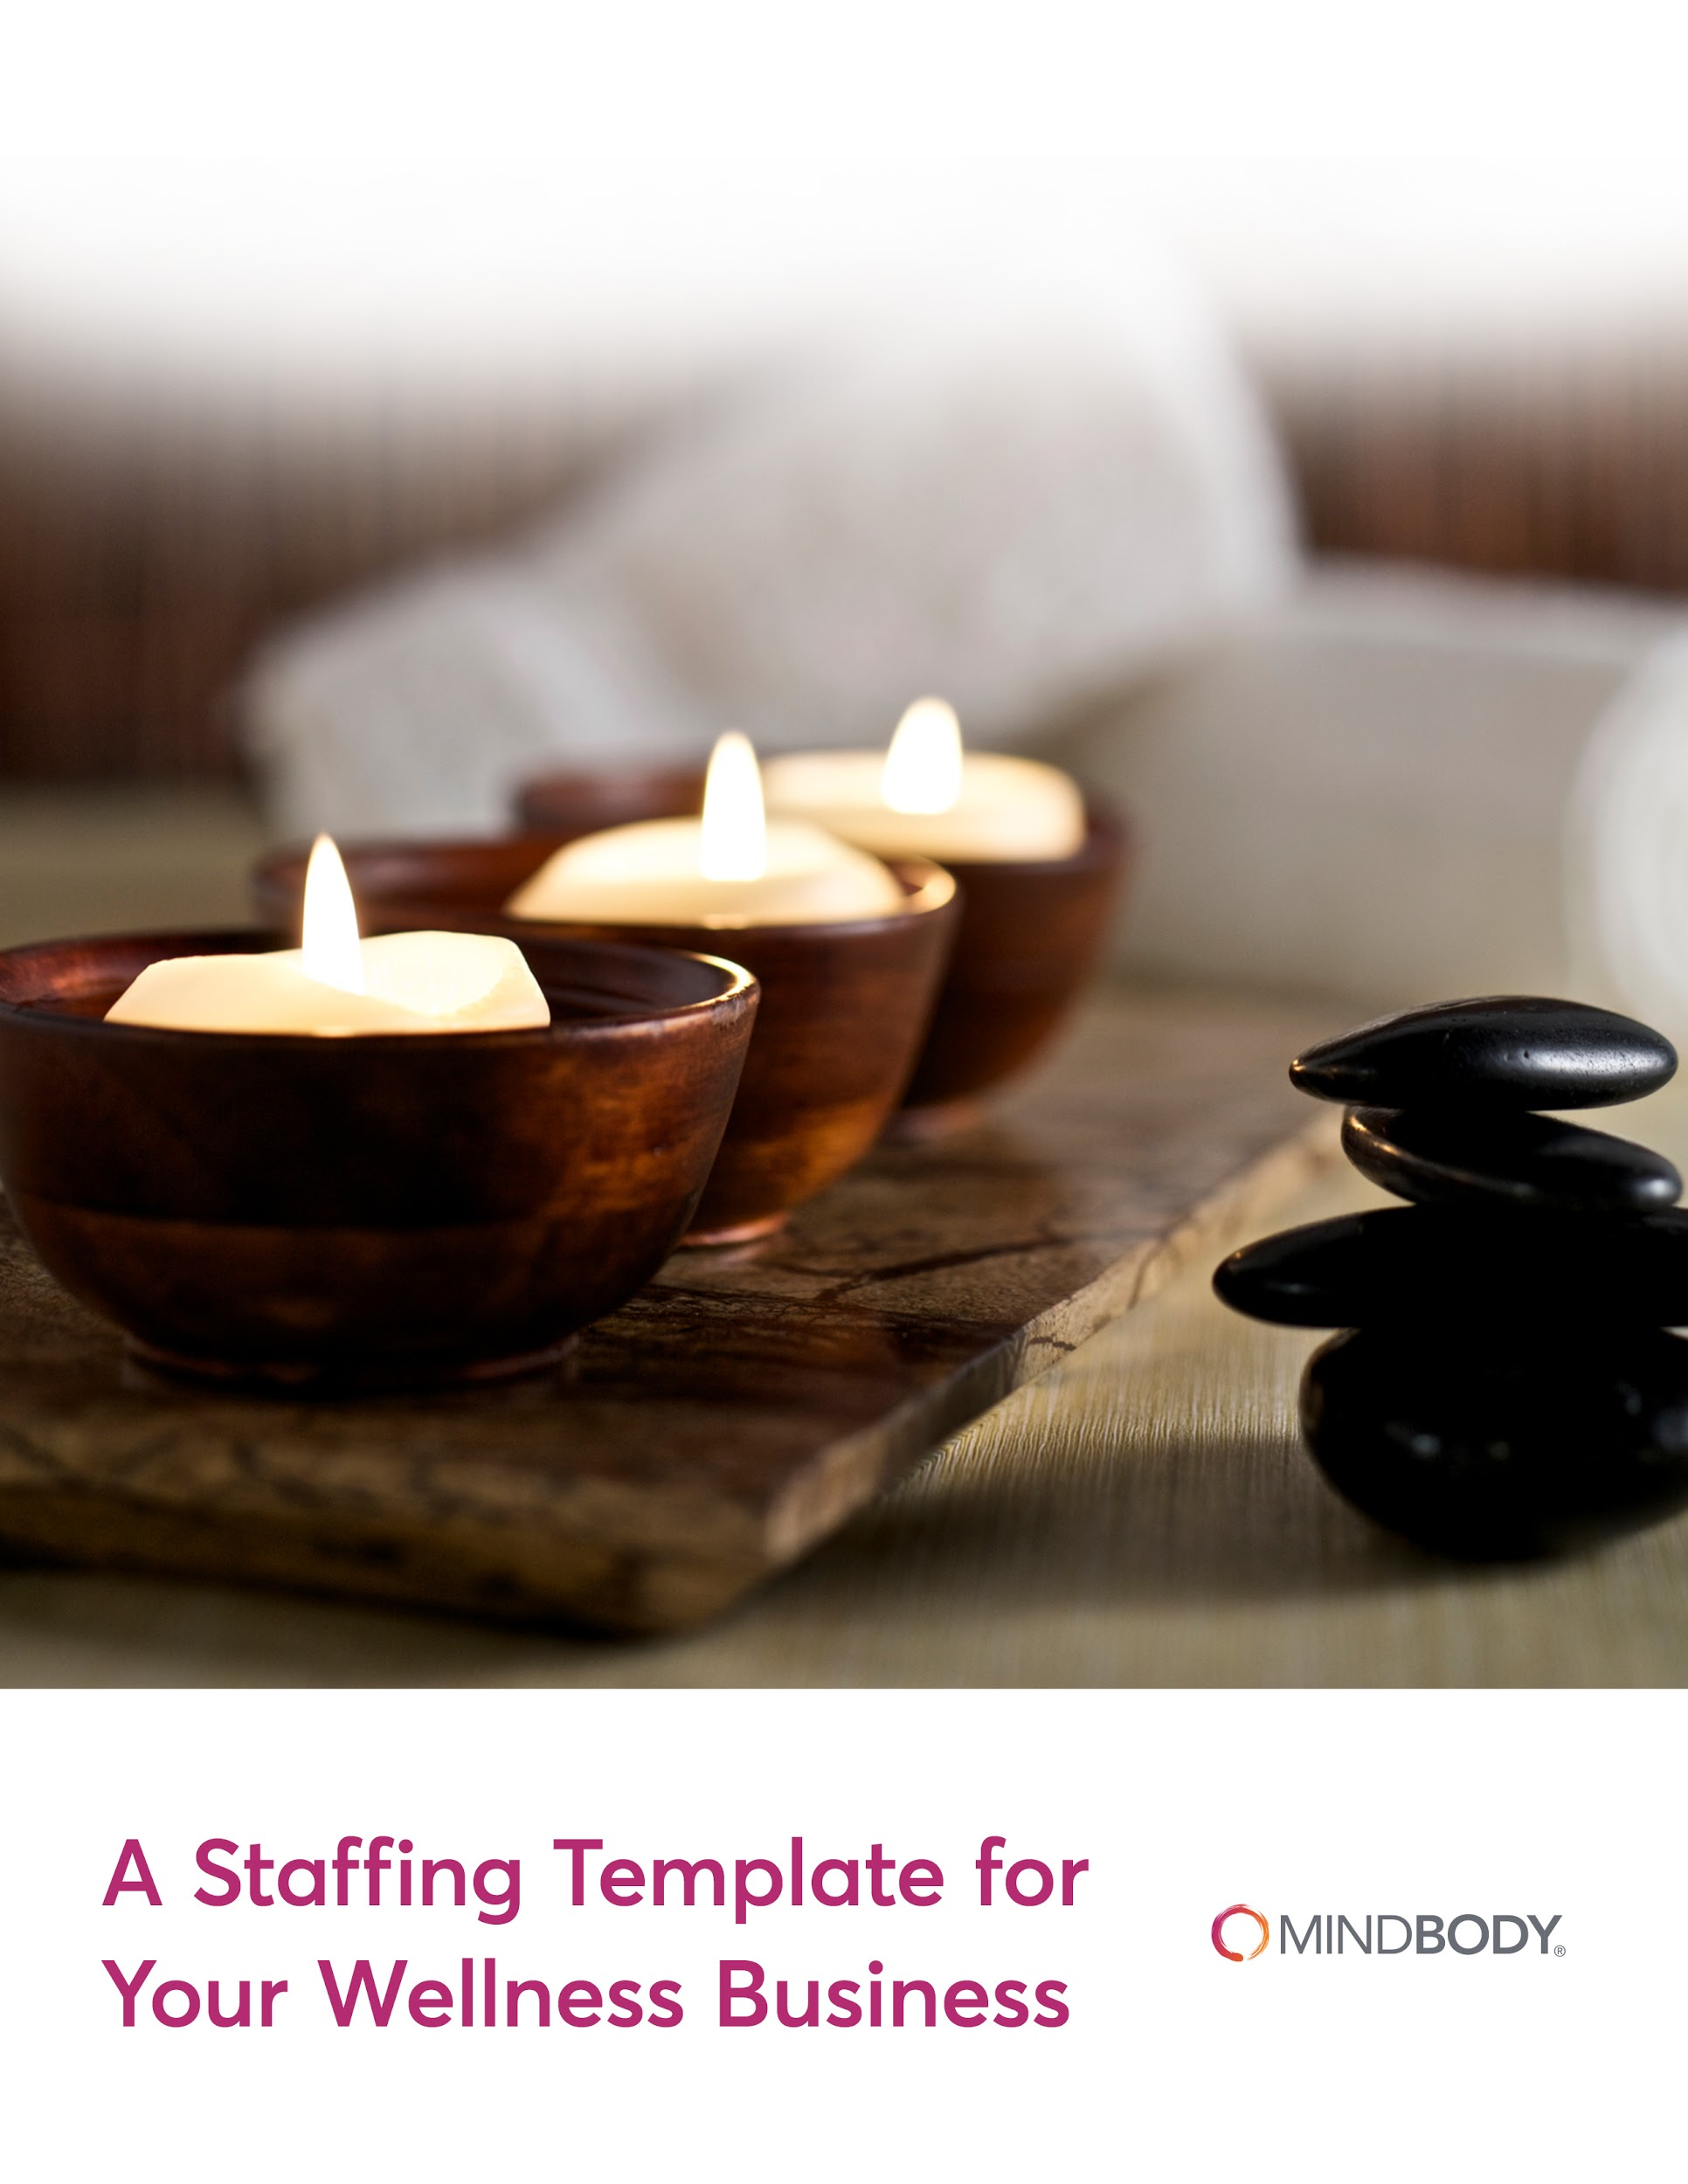 A Staffing Template for
Your Wellness Business
MINDBODY®